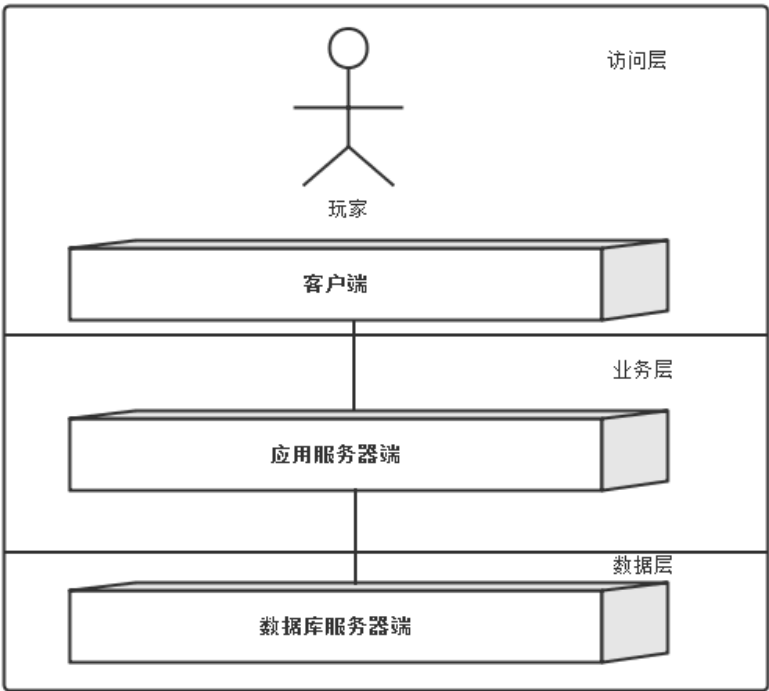 访问层
玩家
客户端
业务层
应用服务器端
数据层
数据库服务器端